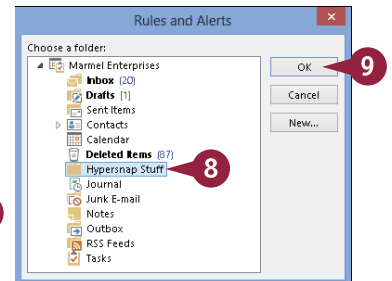 Rules and Alerts
Choose a folder:
Marmel Enterprises
Inbox (20)
Drafts [1]
Sent Items
Contacts
Calendar
Deleted Items (87)
Hypersnap Stuff
Journal
Junk E-mail
Notes
Outbox
RSS Feeds
Tasks
OK
Cancel
New...
8
9